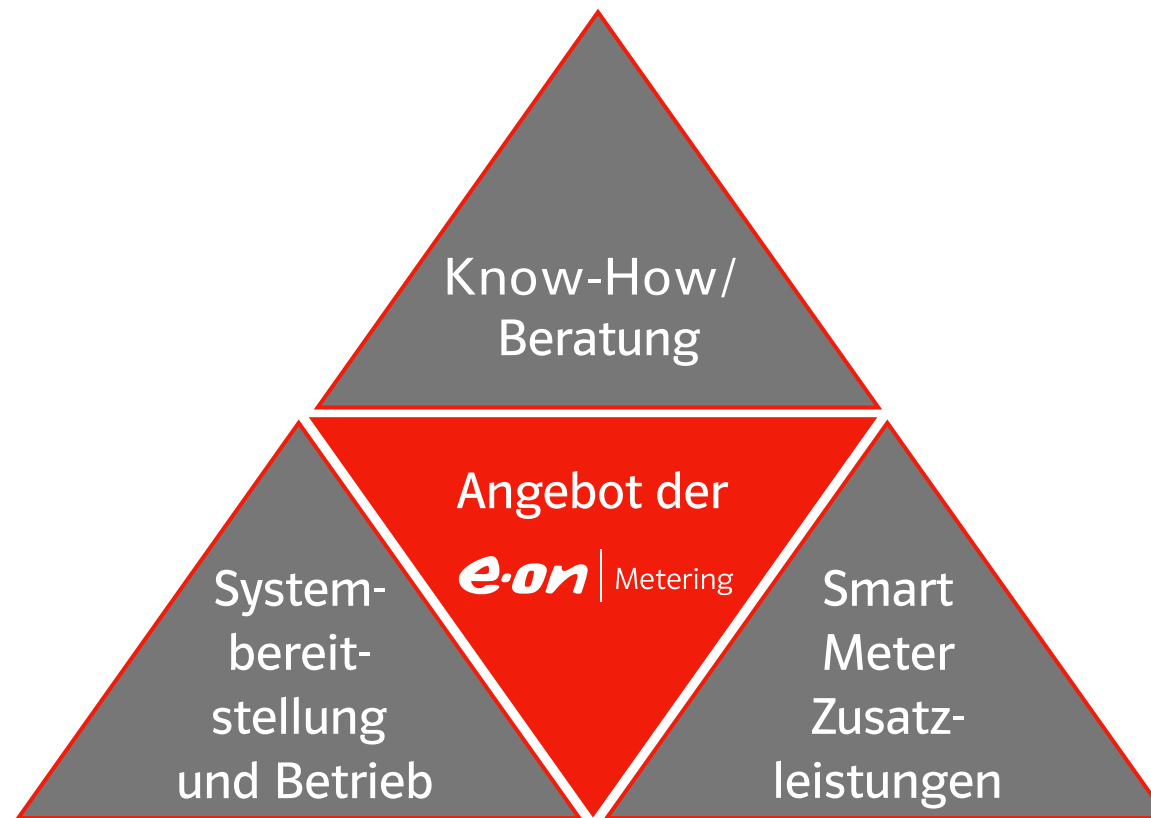 Know-How/
Beratung
Angebot der
e·on | Metering
System-
bereit-
stellung
und Betrieb
Smart
Meter
Zusatz-
leistungen